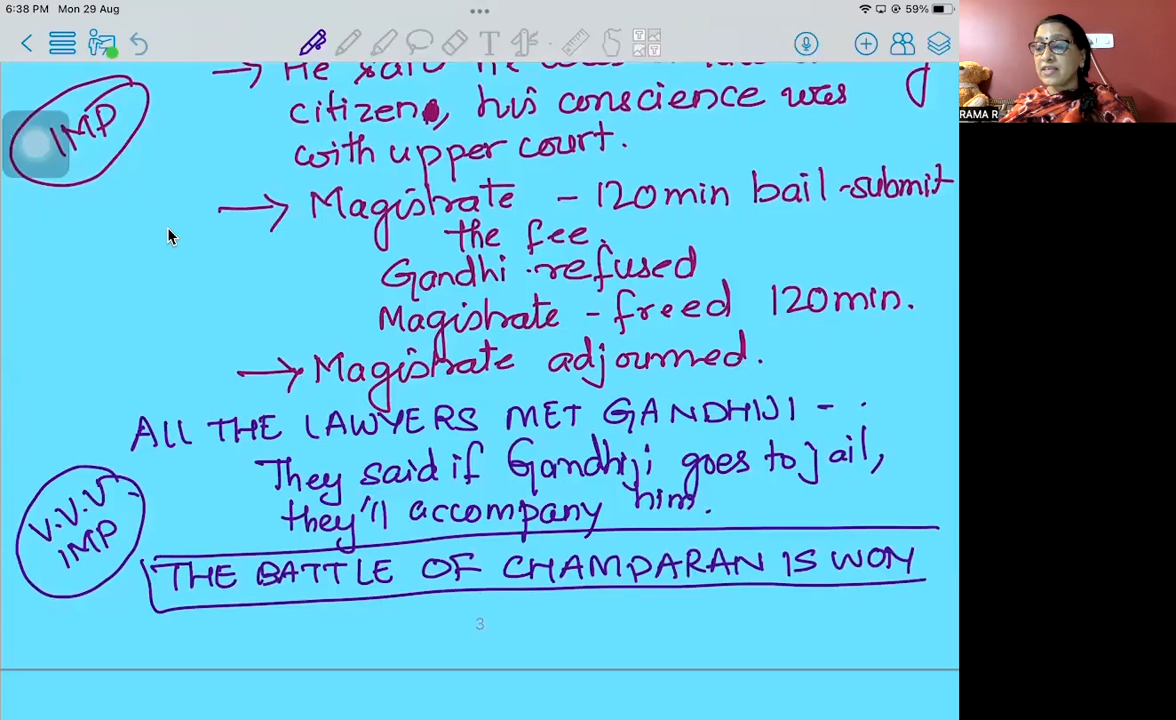 6:38 PM Mon 29 Aug
59%
RAMA R
IMP
→ He said he was
citizen, his conscience was
with upper court.
→ Magistrate - 120min bail -submit
the fee.
Gandhi refused
Magistrate - freed 120min.
→ Magistrate adjourned.
ALL THE LAWYERS MET GANDHIJI -
They said if Gandhiji goes to jail,
they'll accompany him.
V.V.V
IMP
THE BATTLE OF CHAMPARAN IS WON
3